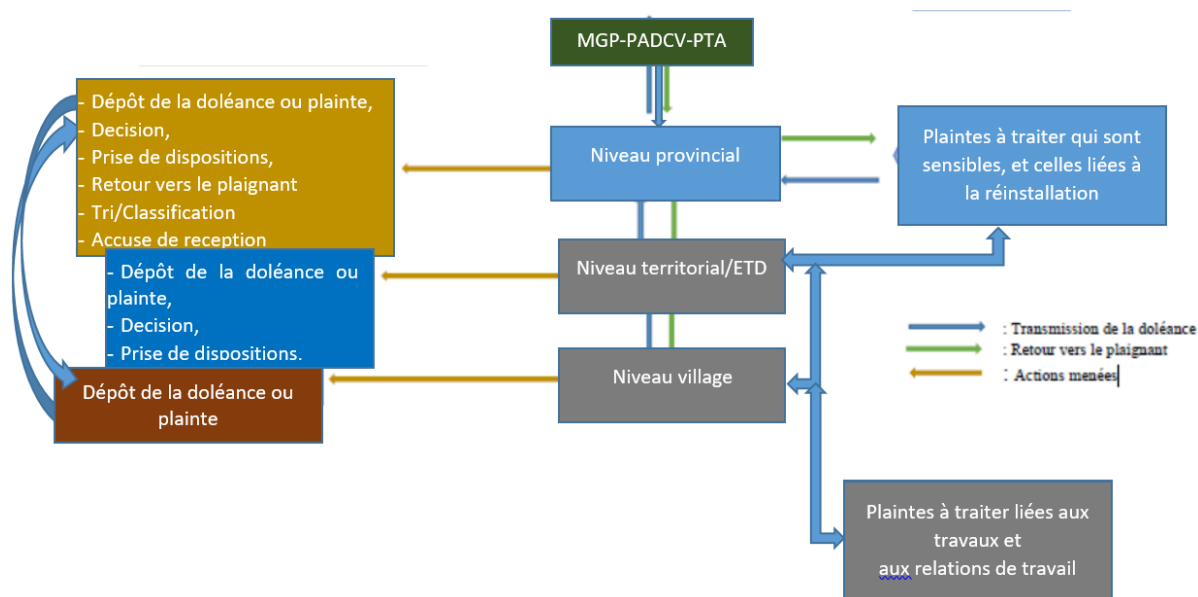 MGP-PADCV-PTA
- Dépôt de la doléance ou plainte,
- Decision,
- Prise de dispositions,
- Retour vers le plaignant
- Tri/Classification
- Accuse de reception
Niveau provincial
Plaintes à traiter qui sont
sensibles, et celles liées à
la réinstallation
- Dépôt de la doléance ou
plainte,
- Decision,
- Prise de dispositions.
Niveau territorial/ETD
: Transmission de la doléance
: Retour vers le plaignant
: Actions menées
Dépôt de la doléance ou
plainte
Niveau village
Plaintes à traiter liées aux
travaux et
aux relations de travail